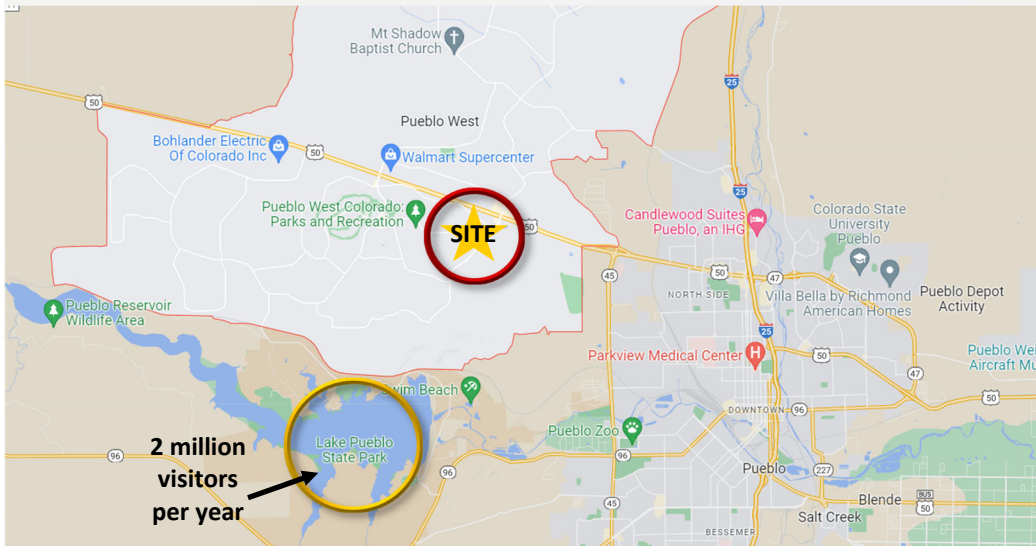 Mt Shadow
Baptist Church
25
50
Pueblo West
Bohlander Electric
Of Colorado Inc
50
Walmart Supercenter
25
Pueblo West Colorado:
Parks and Recreation
SITE
50
Candlewood Suites
Pueblo, an IHG
Colorado State
University
Pueblo
45
50
47
NORTH SIDE
Villa Bella by Richmond
American Homes
Pueblo Depot
Activity
Pueblo Reservoir
Wildlife Area
25
Parkview Medical Center
H
50
Pueblo Wei
Aircraft Mu
47
50
Swim Beach
DOWNTOWN
96
Pueblo Zoo
2 million
visitors
per year
Lake Pueblo
State Park
96
96
96
Pueblo
227
45
Blende
BUS
50
Salt Creek
BESSEMER